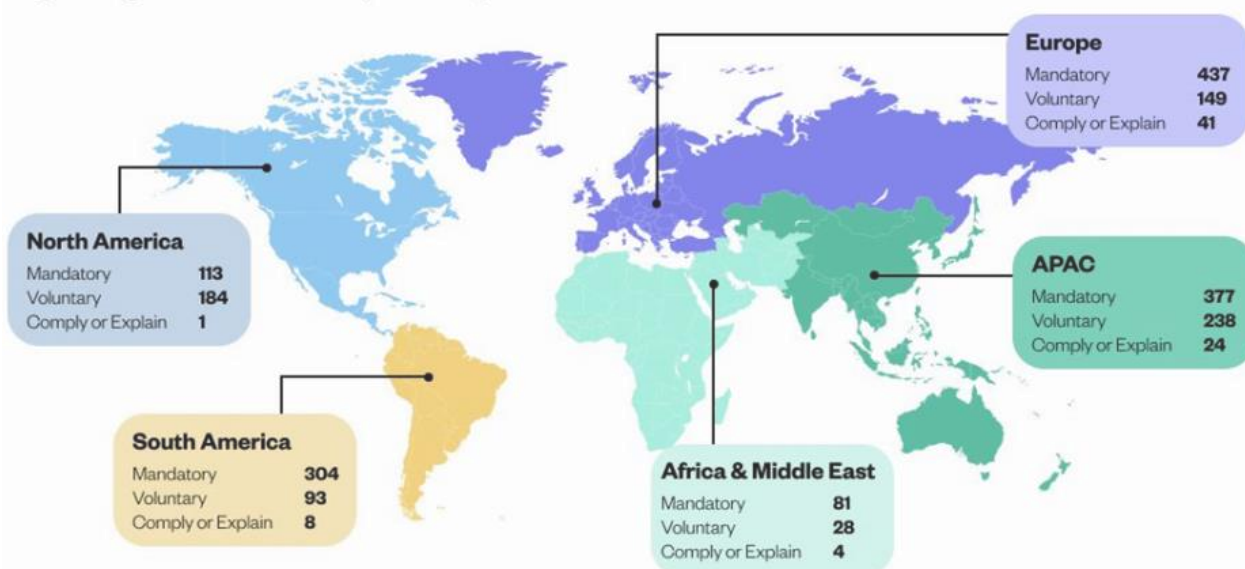 Europe
Mandatory 437
Voluntary 149
Comply or Explain 41
North America
Mandatory 113
Voluntary 184
Comply or Explain 1
APAC
Mandatory 377
Voluntary 238
Comply or Explain 24
South America
Mandatory 304
Voluntary 93
Comply or Explain 8
Africa & Middle East
Mandatory 81
Voluntary 28
Comply or Explain 4